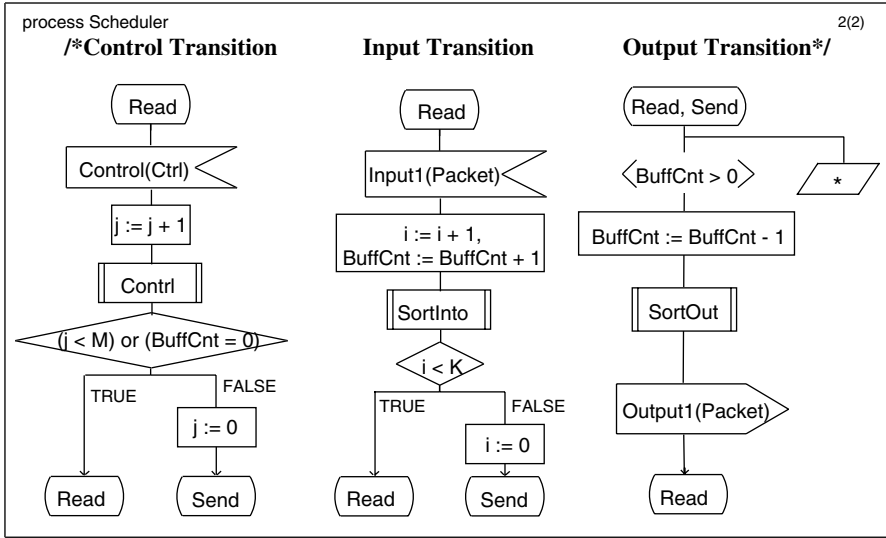 process Scheduler
2(2)
/*Control Transition
Input Transition
Output Transition*/
Read
Control(Ctrl)
j := j + 1
Contrl
(j < M) or (BuffCnt = 0)
TRUE
FALSE
j := 0
Read
Send
Read
Input1(Packet)
i := i + 1,
BuffCnt := BuffCnt + 1
SortInto
i < K
TRUE
FALSE
i := 0
Read
Send
Read, Send
BuffCnt > 0
*
BuffCnt := BuffCnt - 1
SortOut
Output1(Packet)
Read